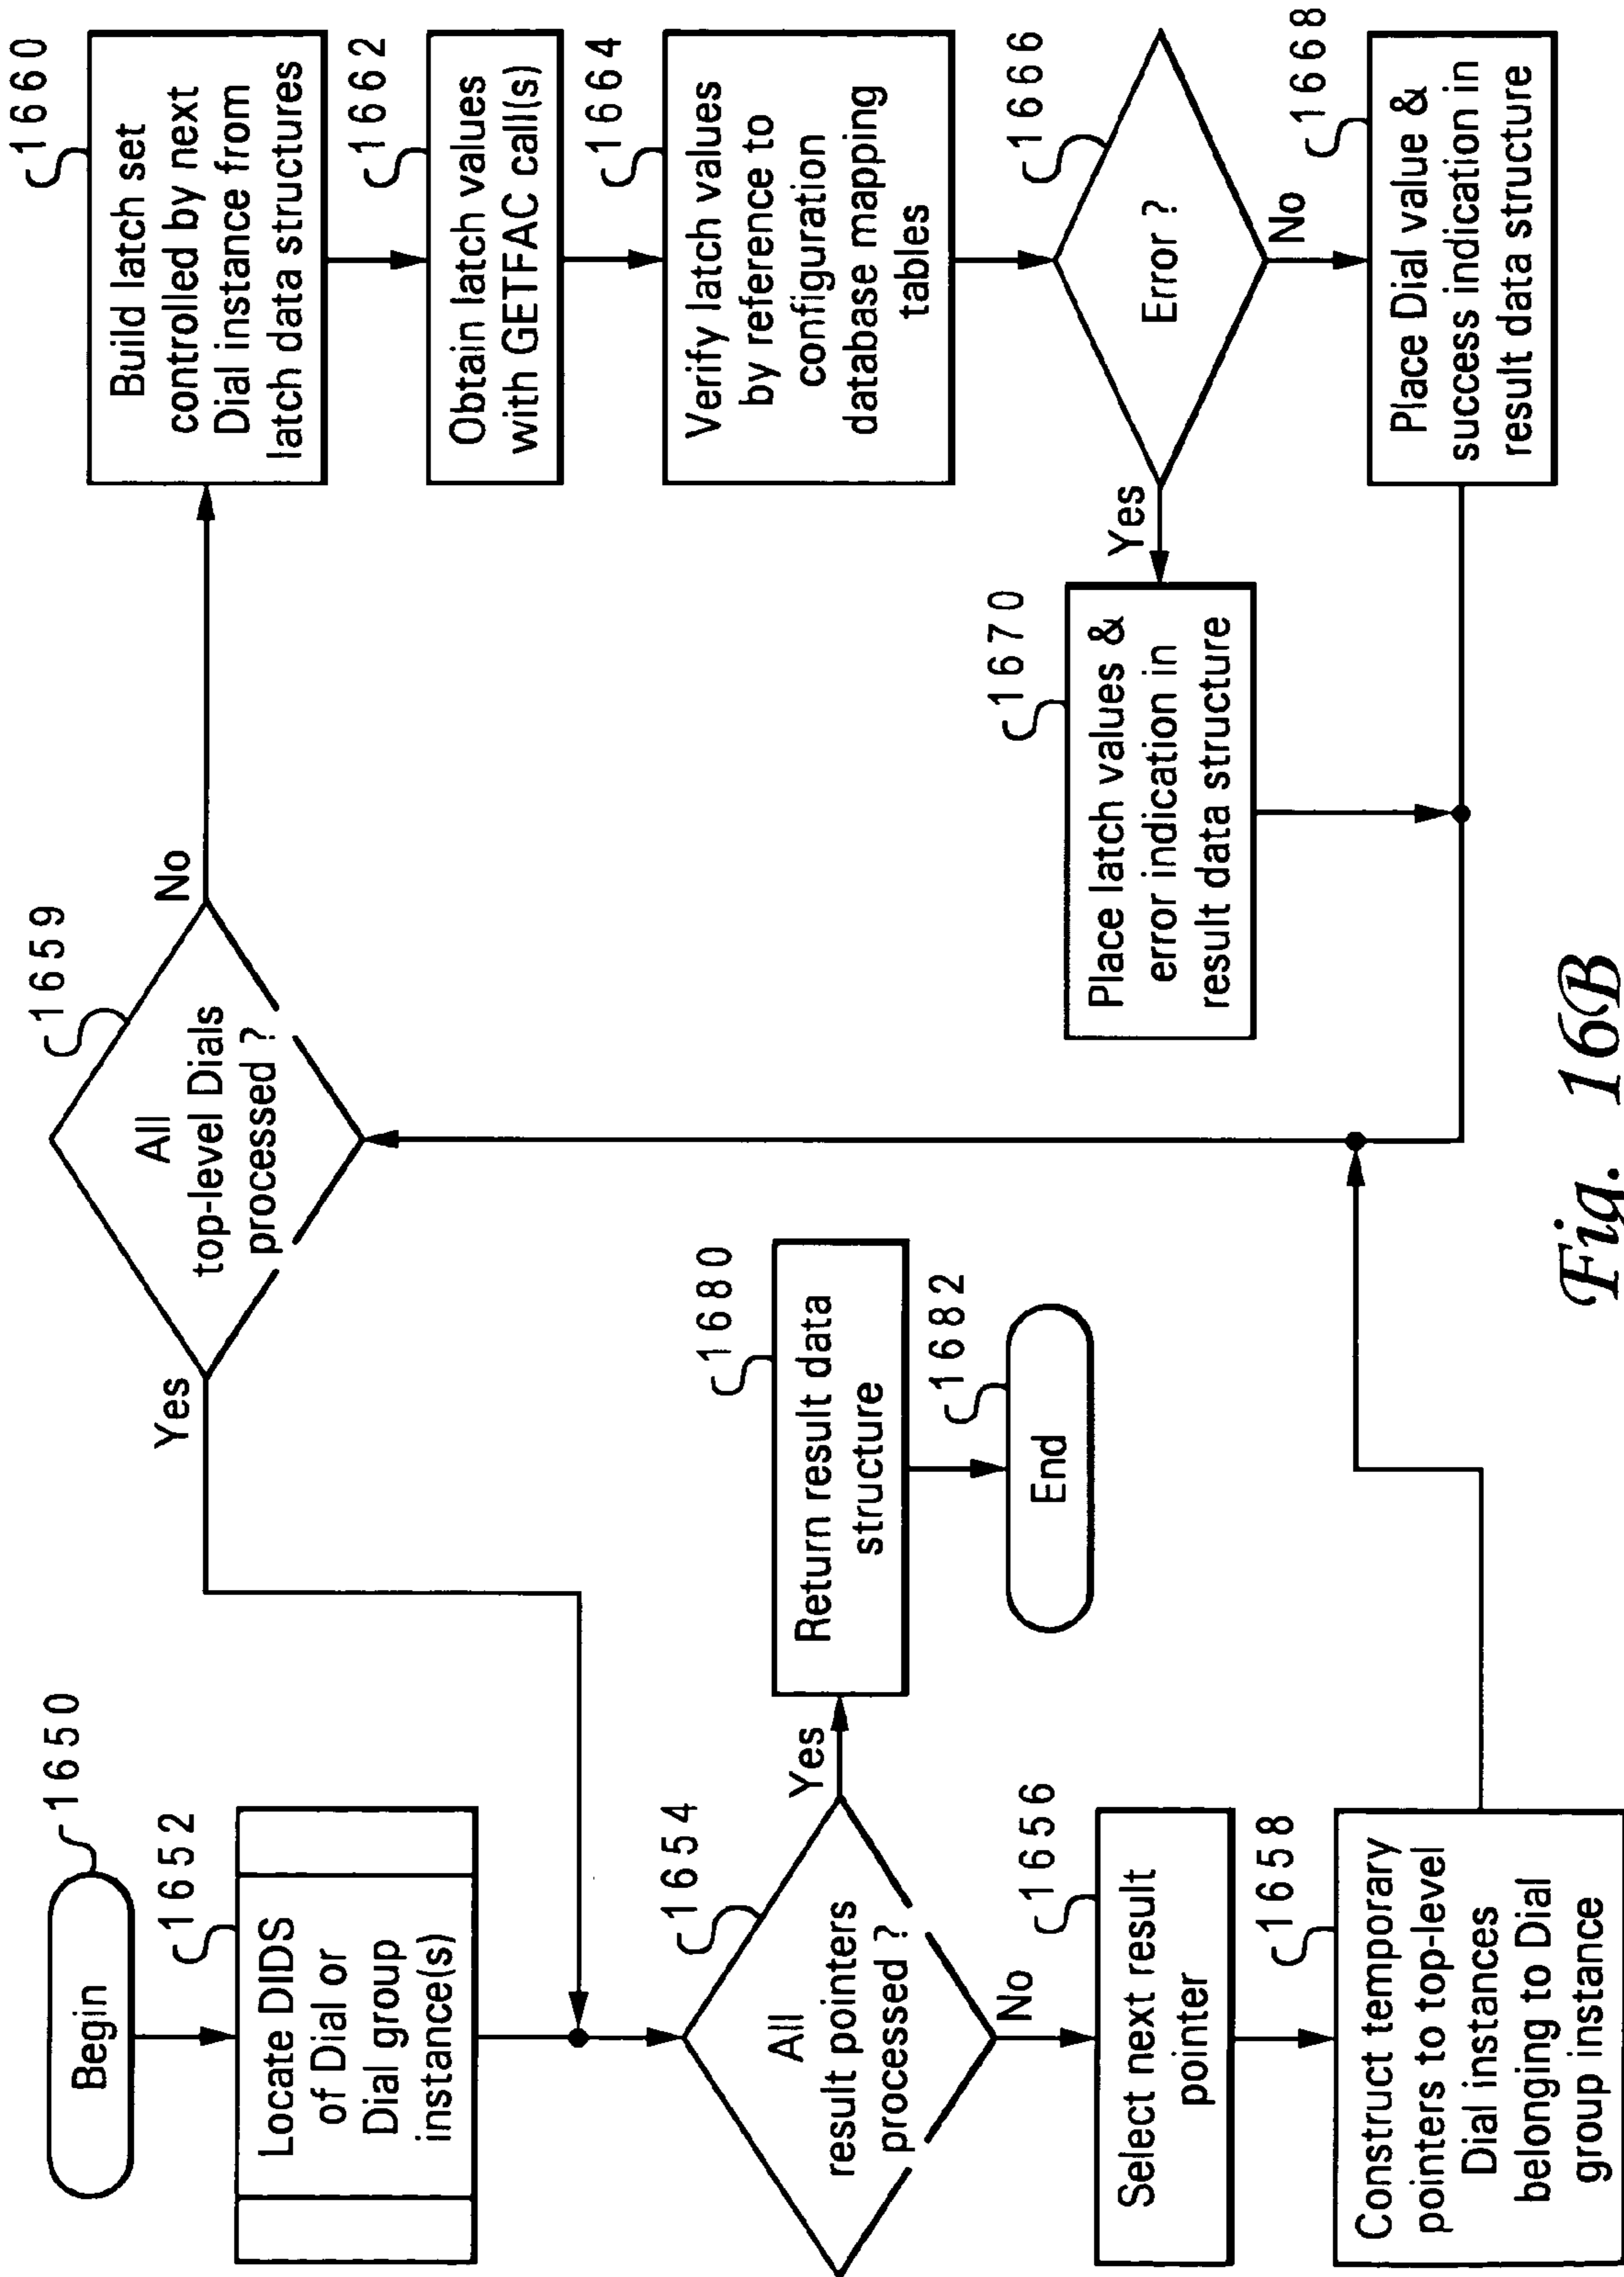 Begin
1650
Locate DIDS
of Dial or
Dial group
instance(s)
1652
All
result pointers
processed ?
1654
Yes
No
Select next result
pointer
1656
Construct temporary
pointers to top-level
Dial instances
belonging to Dial
group instance
1658
Return result data
structure
1680
End
1682
All
top-level Dials
processed ?
1659
Yes
No
Build latch set
controlled by next
Dial instance from
latch data structures
1660
Obtain latch values
with GETFAC call(s)
1662
Verify latch values
by reference to
configuration
database mapping
tables
1664
Error ?
1666
Yes
No
Place latch values &
error indication in
result data structure
1670
Place Dial value &
success indication in
result data structure
1668
Fig. 16B